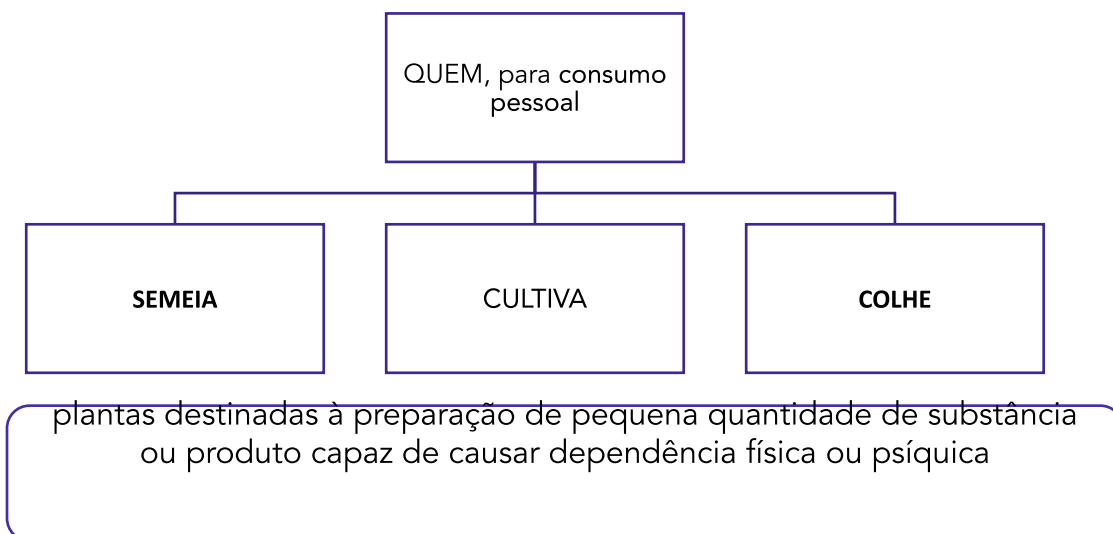 QUEM, para consumo
pessoal
SEMEIA
CULTIVA
COLHE
plantas destinadas à preparação de pequena quantidade de substância
ou produto capaz de causar dependência física ou psíquica